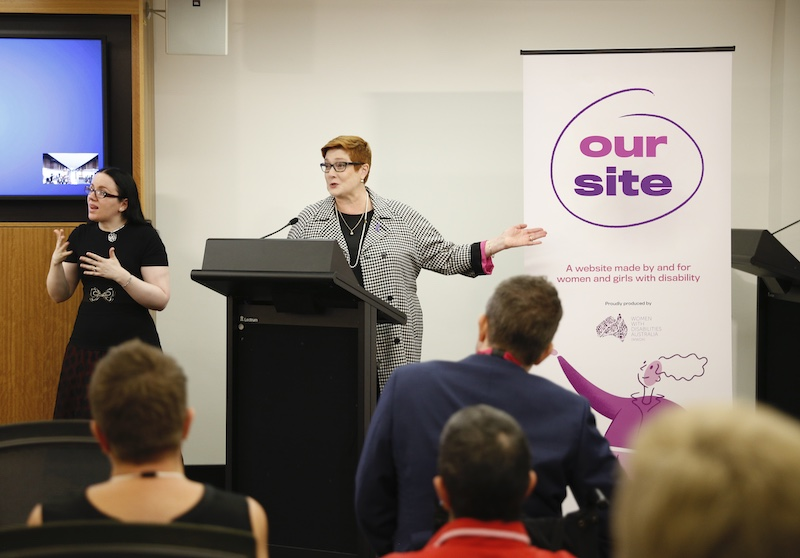 our
site
A website made by and for
women and girls with disability
Proudly produced by
WOMEN
WITH
DISABILITIES
AUSTRALIA